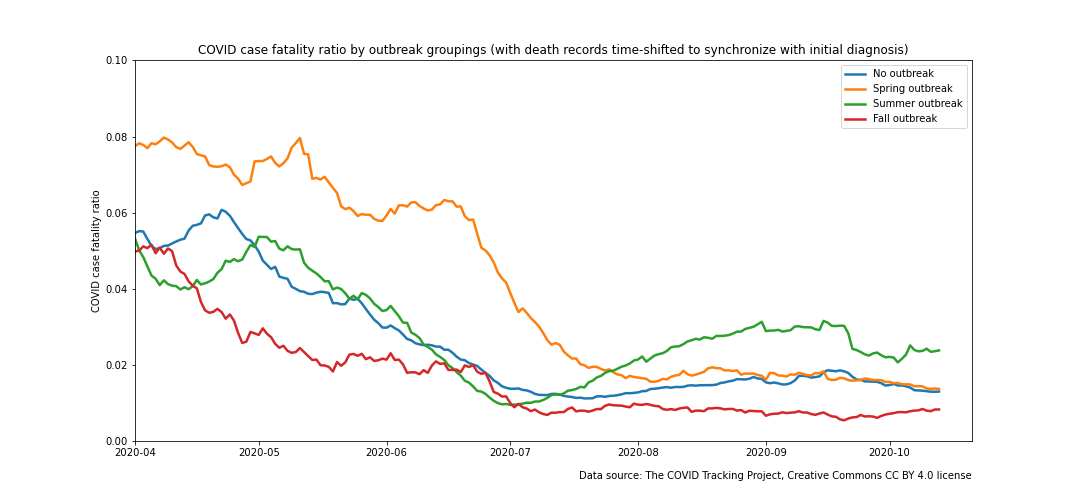 COVID case fatality ratio by outbreak groupings (with death records time-shifted to synchronize with initial diagnosis)
COVID case fatality ratio
0.10
0.08
0.06
0.04
0.02
0.00
No outbreak
Spring outbreak
Summer outbreak
Fall outbreak
2020-04 2020-05 2020-06 2020-07 2020-08 2020-09 2020-10
Data source: The COVID Tracking Project, Creative Commons CC BY 4.0 license